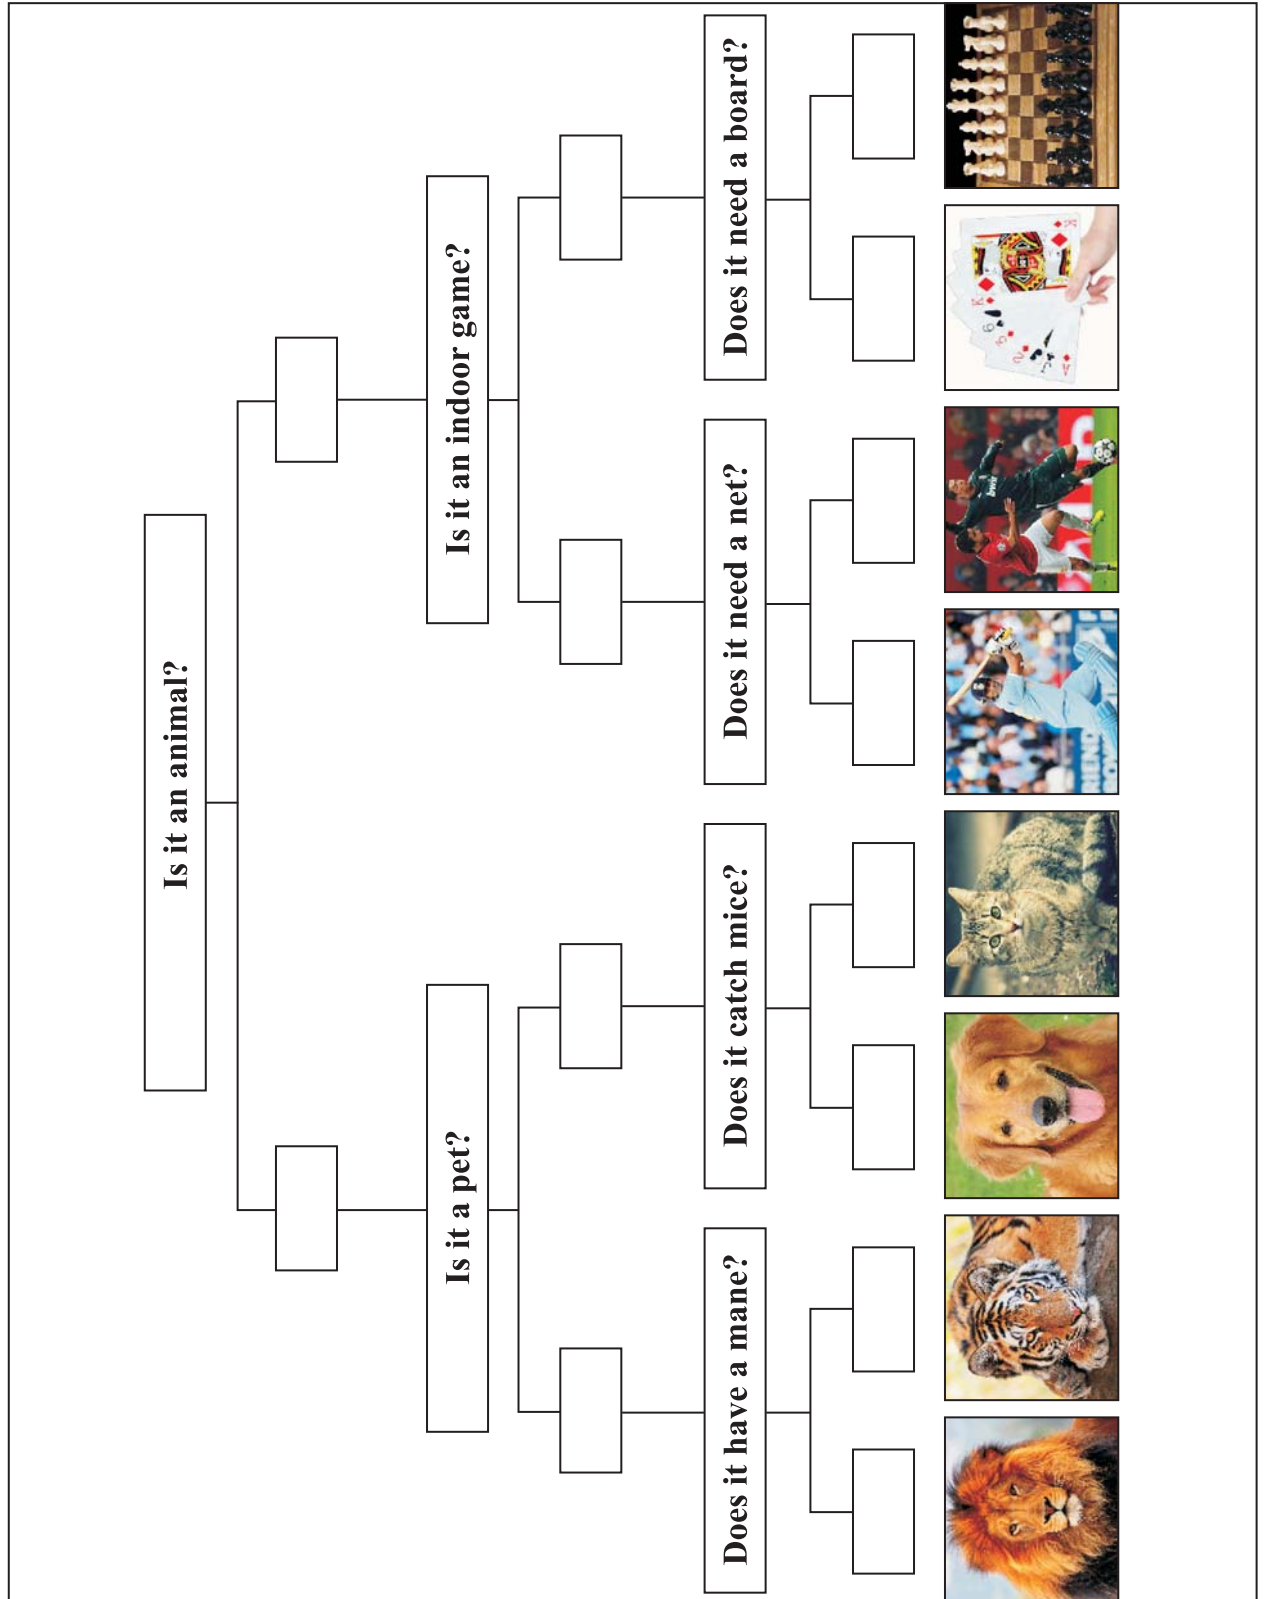 Is it an animal?
Is it a pet?
Is it an indoor game?
Does it have a mane?
Does it catch mice?
Does it need a net?
Does it need a board?